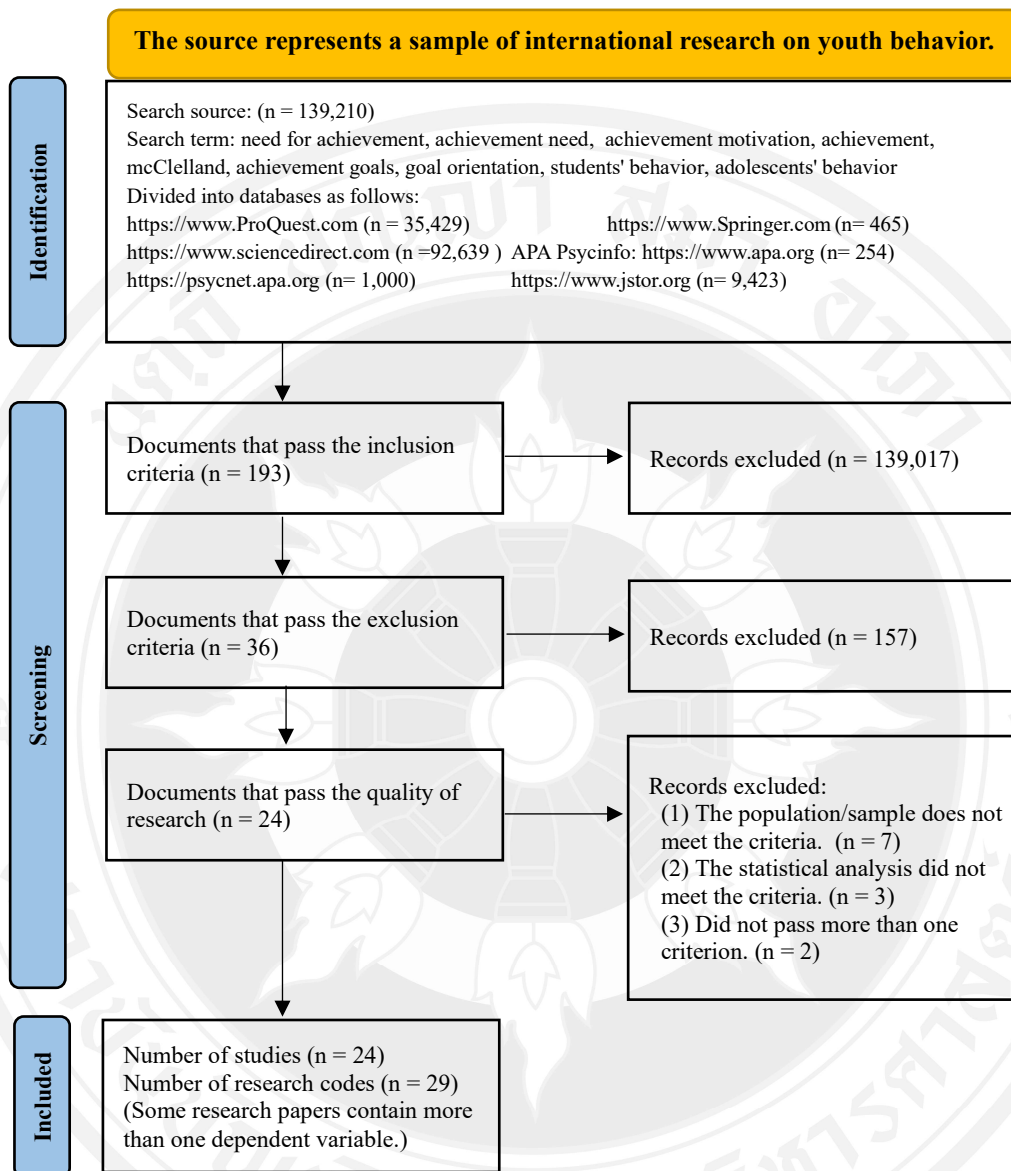 The source represents a sample of international research on youth behavior.
Identification
Search source: (n = 139,210)
Search term: need for achievement, achievement need, achievement motivation, achievement,
mcClelland, achievement goals, goal orientation, students' behavior, adolescents' behavior
Divided into databases as follows:
https://www.ProQuest.com (n = 35,429) https://www.Springer.com (n= 465)
https://www.sciencedirect.com (n =92,639 ) APA Psycinfo: https://www.apa.org (n= 254)
https://psycnet.apa.org (n= 1,000) https://www.jstor.org (n= 9,423)
Screening
Documents that pass the inclusion
criteria (n = 193)
Records excluded (n = 139,017)
Documents that pass the exclusion
criteria (n = 36)
Records excluded (n = 157)
Documents that pass the quality of
research (n = 24)
Records excluded:
(1) The population/sample does not
meet the criteria. (n = 7)
(2) The statistical analysis did not
meet the criteria. (n = 3)
(3) Did not pass more than one
criterion. (n = 2)
Included
Number of studies (n = 24)
Number of research codes (n = 29)
(Some research papers contain more
than one dependent variable.)